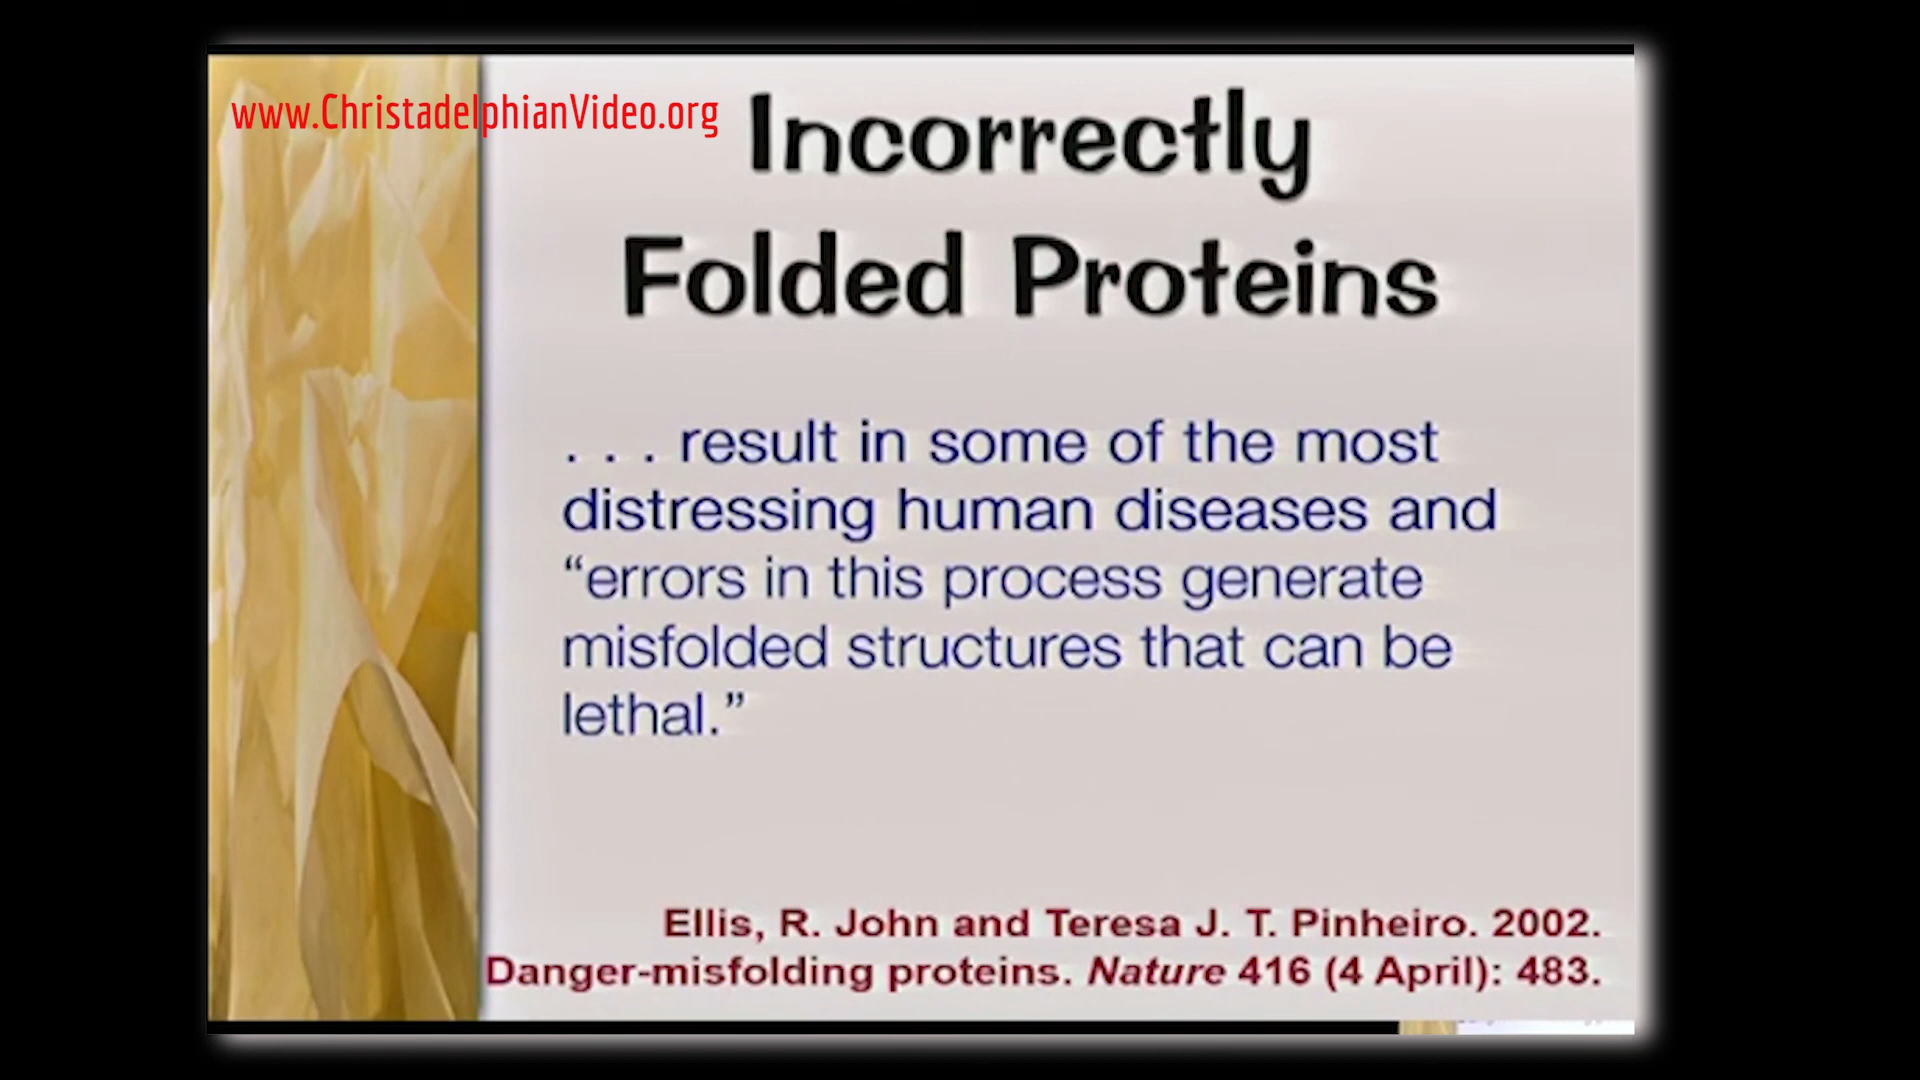 www.ChristadelphianVideo.org
Incorrectly
Folded Proteins
. . . result in some of the most
distressing human diseases and
“errors in this process generate
misfolded structures that can be
lethal.”
Ellis, R. John and Teresa J. T. Pinheiro. 2002.
Danger-misfolding proteins. Nature 416 (4 April): 483.